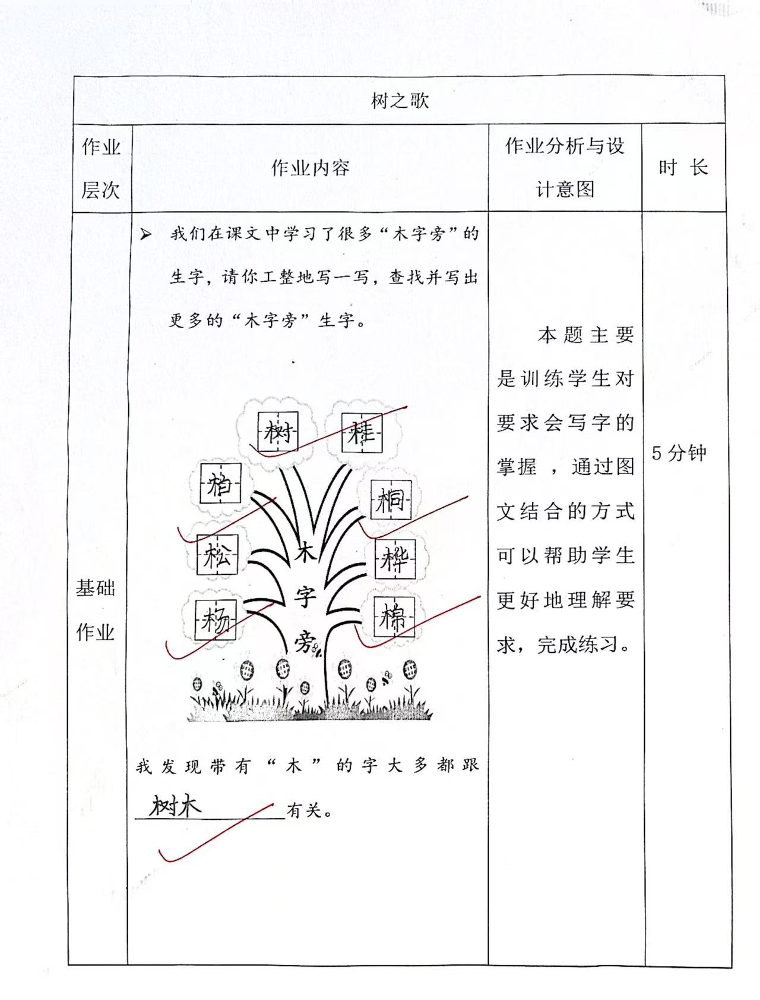 树之歌
作业
层次
作业内容
作业分析与设
计意图
时 长
基础
作业
➢ 我们在课文中学习了很多“木字旁”的
生字，请你工整地写一写，查找并写出
更多的“木字旁”生字。
树 桂
柏 桐
松 桦
杨 棉
木
字
旁
我发现带有“木”的字大多都跟
树木 有关。
本题主要
是训练学生对
要求会写字的
掌握，通过图
文结合的方式
可以帮助学生
更好地理解要
求，完成练习。
5 分钟